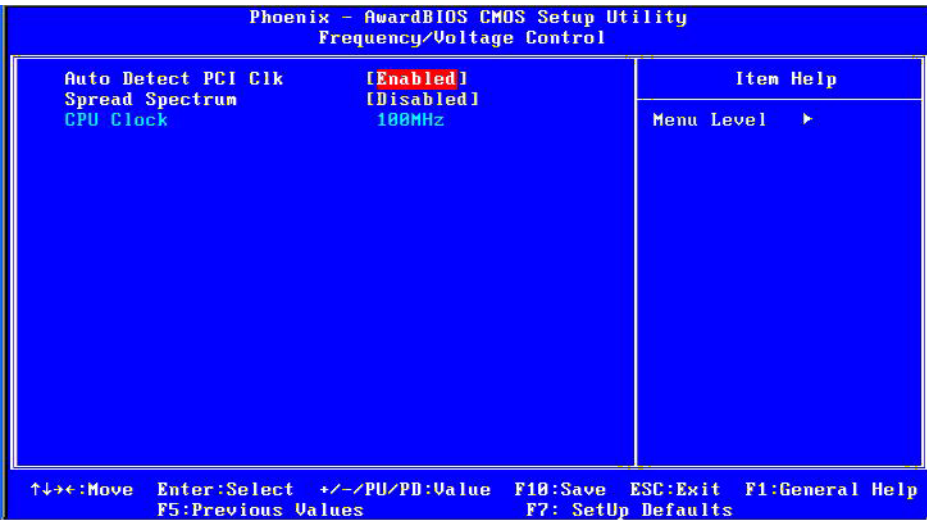 Phoenix - AwardBIOS CMOS Setup Utility
Frequency/Voltage Control
Auto Detect PCI Clk [Enabled]
Spread Spectrum [Disabled]
CPU Clock 100MHz
Item Help
Menu Level ►
↑↓→←:Move Enter:Select +/-/PU/PD:Value F10:Save ESC:Exit F1:General Help
F5:Previous Values F7: SetUp Defaults